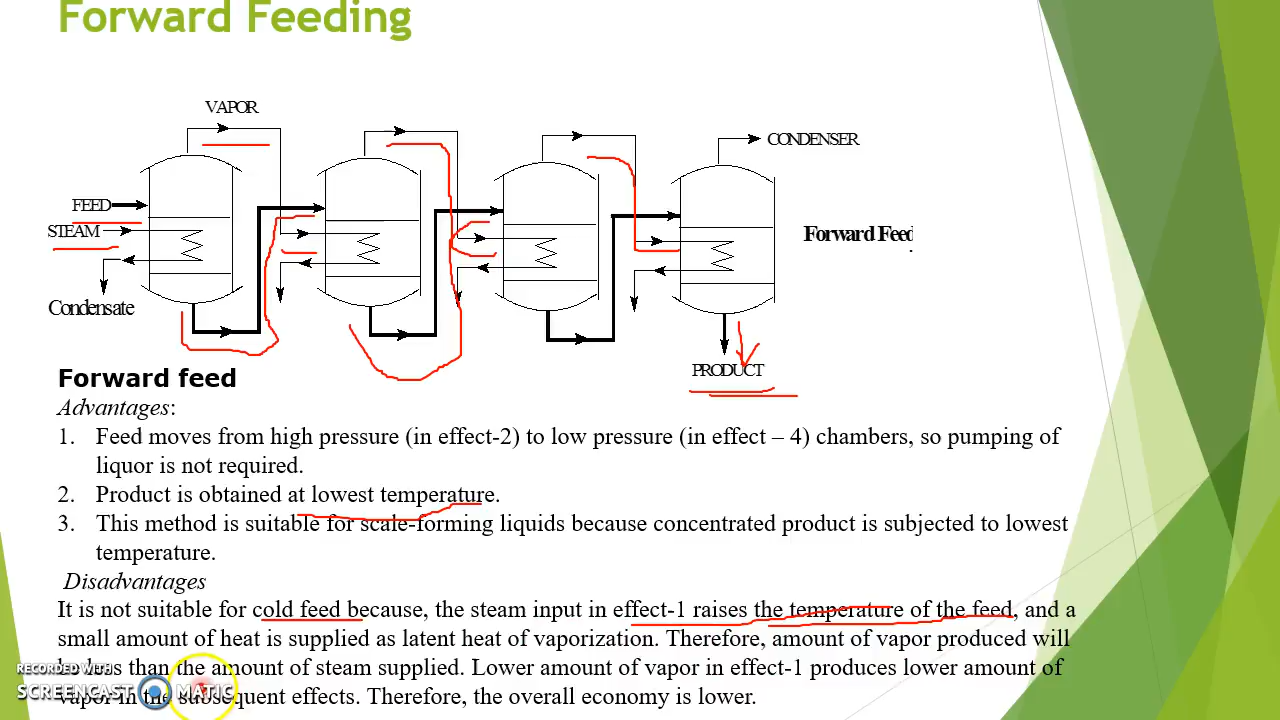 Forward Feeding
VAPOR
CONDENSER
FEED
STEAM
Forward Feed
Condensate
PRODUCT
Forward feed
Advantages:
1. Feed moves from high pressure (in effect-2) to low pressure (in effect – 4) chambers, so pumping of
liquor is not required.
2. Product is obtained at lowest temperature.
3. This method is suitable for scale-forming liquids because concentrated product is subjected to lowest
temperature.
Disadvantages
It is not suitable for cold feed because, the steam input in effect-1 raises the temperature of the feed, and a
small amount of heat is supplied as latent heat of vaporization. Therefore, amount of vapor produced will
than the amount of steam supplied. Lower amount of vapor in effect-1 produces lower amount of
vapor in the subsequent effects. Therefore, the overall economy is lower.
RECORDED WITH
SCREENCAST MATIC